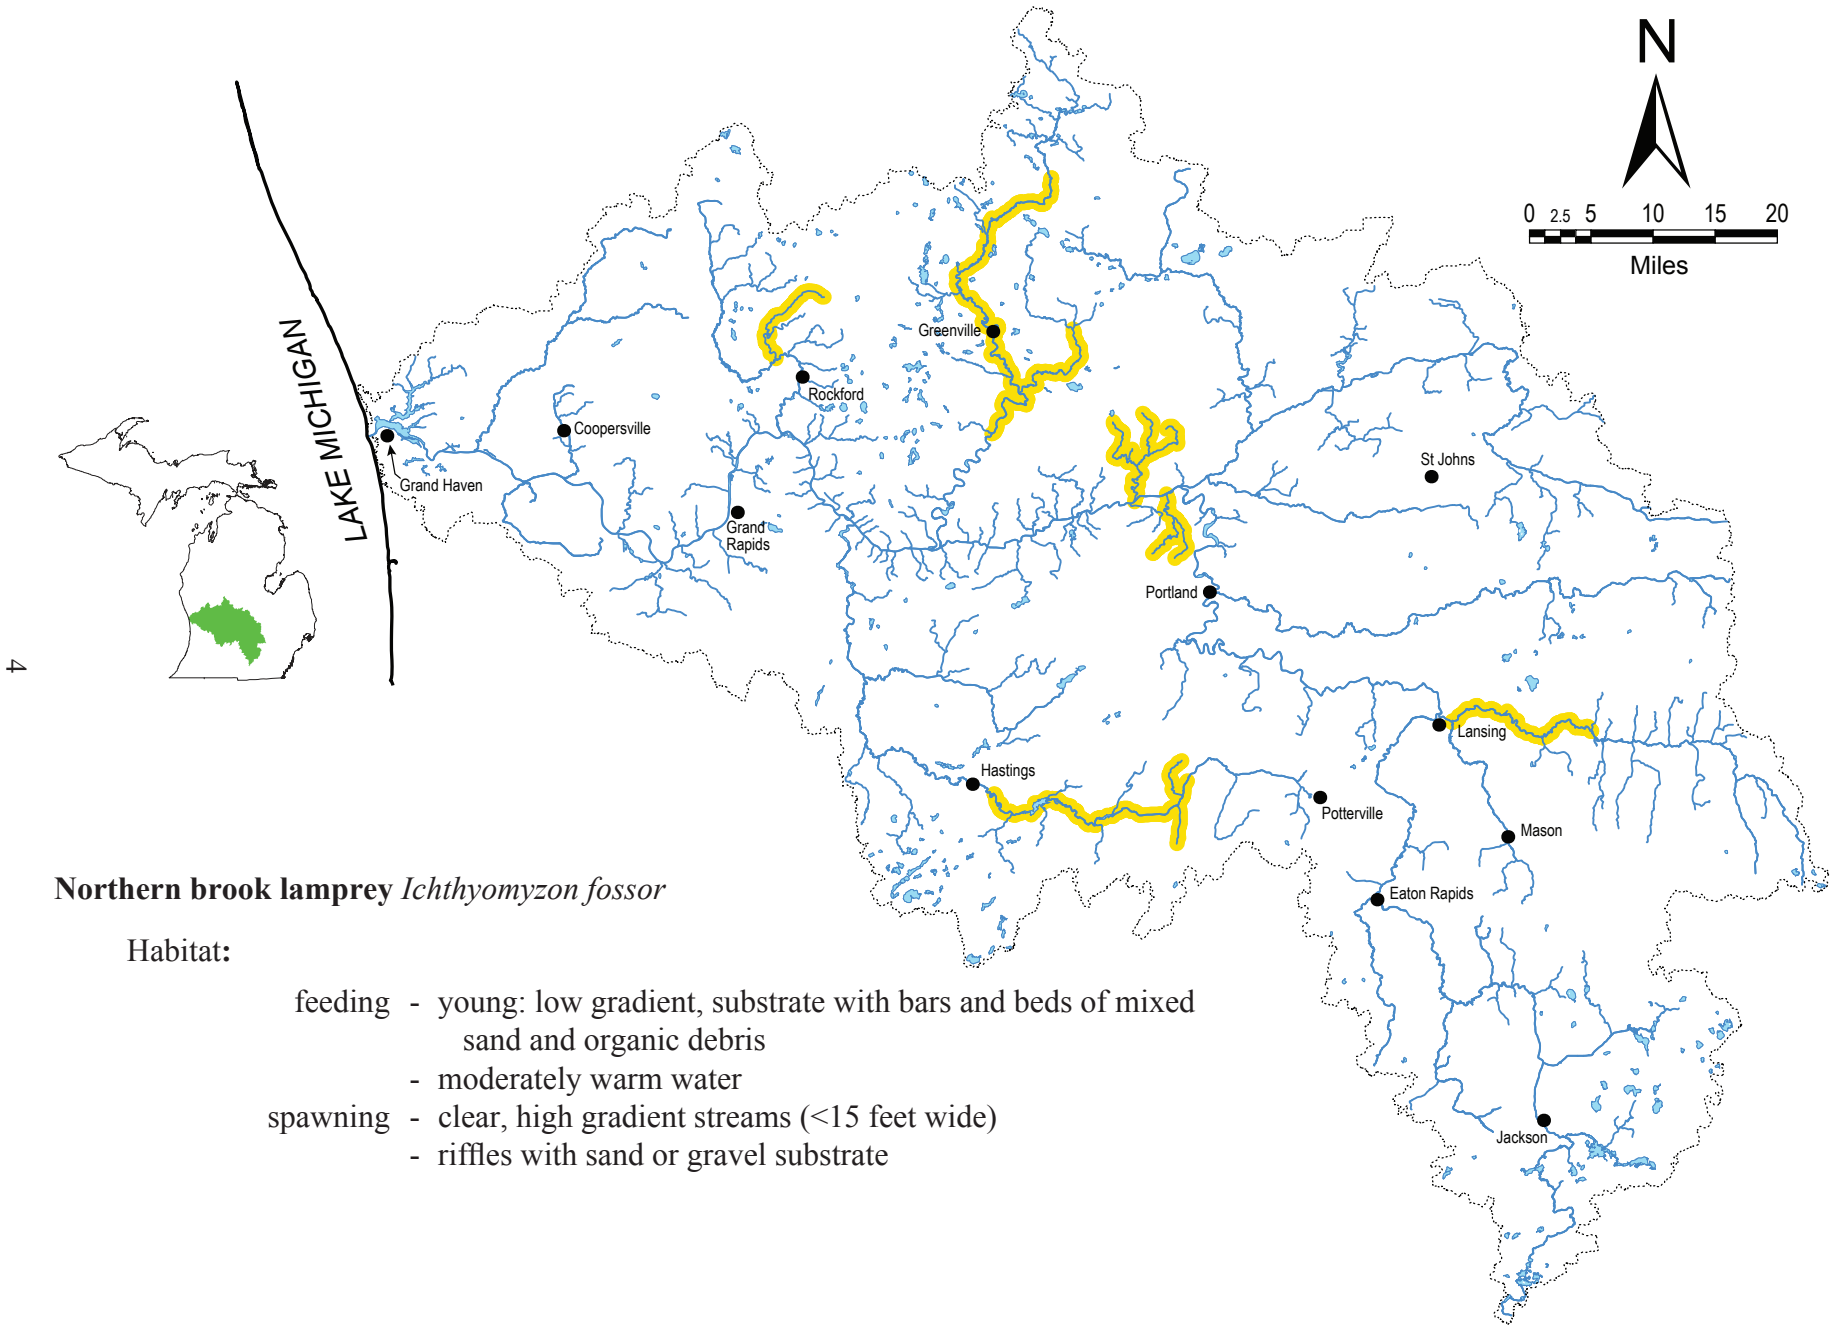 N
0 2.5 5 10 15 20
Miles
LAKE MICHIGAN
Greenville
Rockford
Coopersville
Grand Haven
St Johns
Grand
Rapids
Portland
4
Lansing
Hastings
Potterville
Mason
Eaton Rapids
Jackson
Northern brook lamprey Ichthyomyzon fossor
Habitat:
feeding - young: low gradient, substrate with bars and beds of mixed
sand and organic debris
- moderately warm water
spawning - clear, high gradient streams (<15 feet wide)
- riffles with sand or gravel substrate